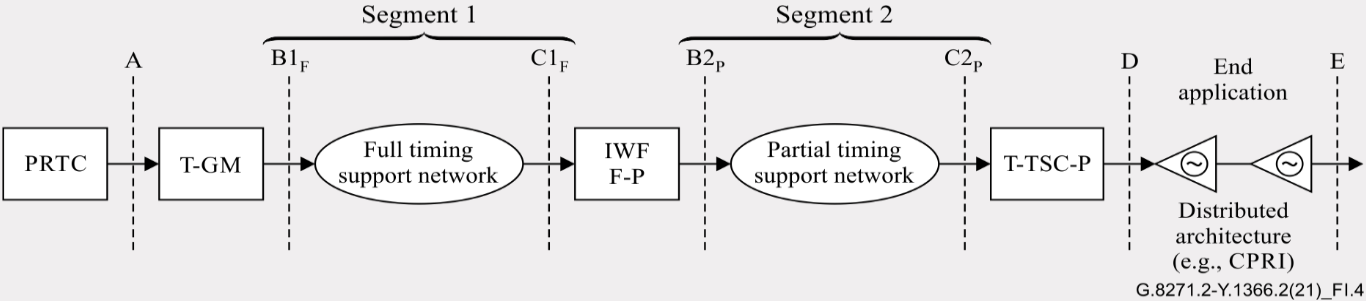 Segment 1
Segment 2
A
B1F
C1F
B2P
C2P
D
End
application
E
PRTC
T-GM
Full timing
support network
IWF
F-P
Partial timing
support network
T-TSC-P
Distributed
architecture
(e.g., CPRI)
G.8271.2-Y.1366.2(21)_FI.4